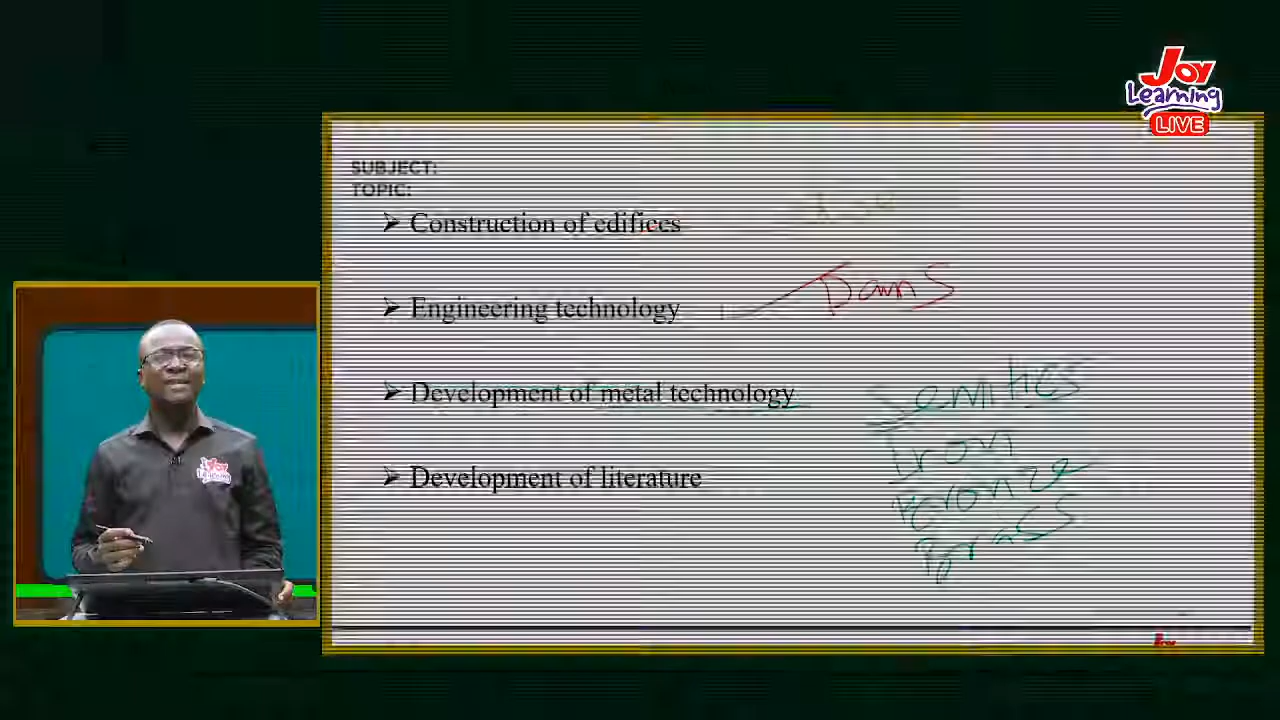 Joy
Learning
LIVE
SUBJECT:
TOPIC:
➢ Construction of edifices
➢ Engineering technology
Dams
➢ Development of metal technology
Semites
Iron
Bronze
Brass
➢ Development of literature
Joy
Learning